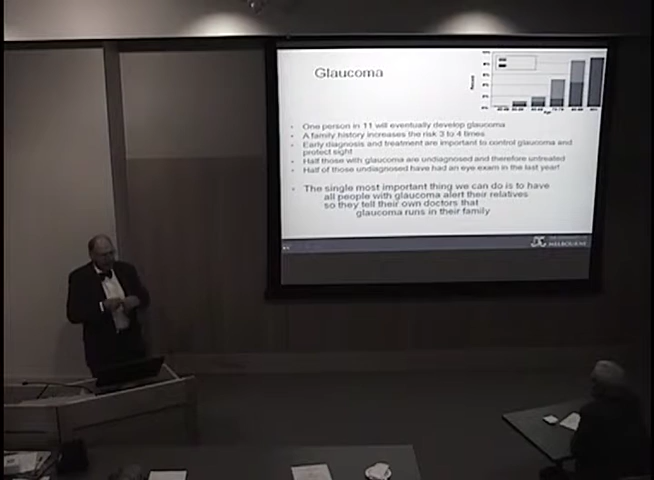 Glaucoma
• One person in 11 will eventually develop glaucoma
• A family history increases the risk 3 to 4 times
• Early diagnosis and treatment are important to control glaucoma and
protect sight
• Half those with glaucoma are undiagnosed and therefore untreated
• Half of those undiagnosed have had an eye exam in the last year!
• The single most important thing we can do is to have
all people with glaucoma alert their relatives
so they tell their own doctors that
glaucoma runs in their family
MELBOURNE